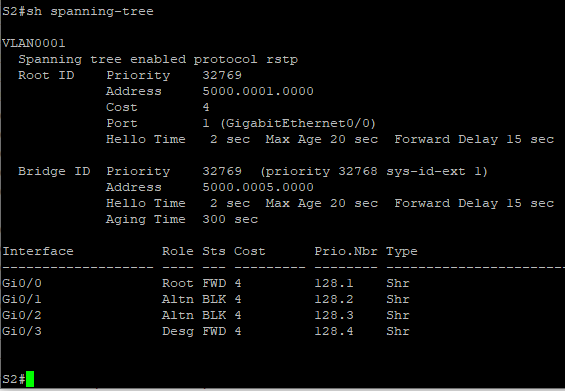 S2#sh spanning-tree
VLAN0001
  Spanning tree enabled protocol rstp
  Root ID    Priority    32769
             Address     5000.0001.0000
             Cost        4
             Port        1 (GigabitEthernet0/0)
             Hello Time   2 sec  Max Age 20 sec  Forward Delay 15 sec
  Bridge ID  Priority    32769  (priority 32768 sys-id-ext 1)
             Address     5000.0005.0000
             Hello Time   2 sec  Max Age 20 sec  Forward Delay 15 sec
             Aging Time  300 sec
Interface           Role Sts Cost      Prio.Nbr Type
------------------- ---- --- --------- -------- -----------------------
Gi0/0               Root FWD 4         128.1    Shr
Gi0/1               Altn BLK 4         128.2    Shr
Gi0/2               Altn BLK 4         128.3    Shr
Gi0/3               Desg FWD 4         128.4    Shr
S2#